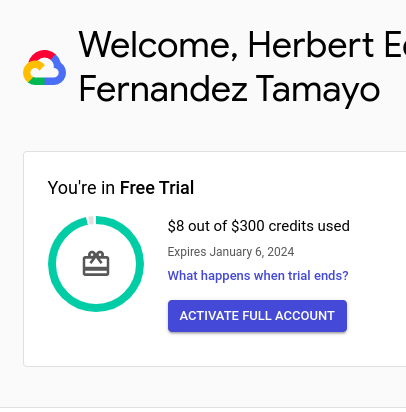 Welcome, Herbert
Fernandez Tamayo
You're in Free Trial
$8 out of $300 credits used
Expires January 6, 2024
What happens when trial ends?
ACTIVATE FULL ACCOUNT